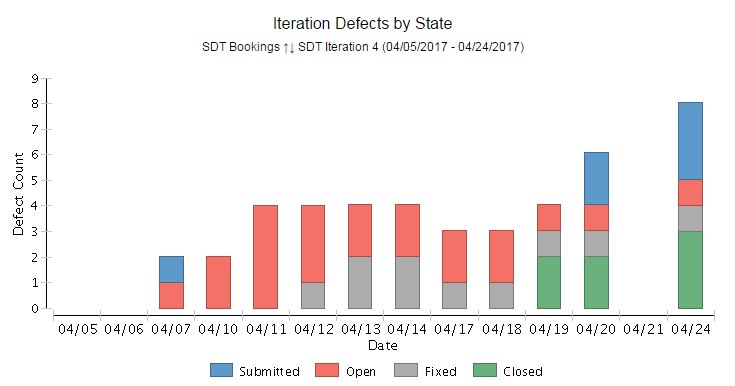 Iteration Defects by State
SDT Bookings ↑↓ SDT Iteration 4 (04/05/2017 - 04/24/2017)
9
8
7
6
5
4
3
2
1
0
Defect Count
04/05 04/06 04/07 04/10 04/11 04/12 04/13 04/14 04/17 04/18 04/19 04/20 04/21 04/24
Date
Submitted Open Fixed Closed